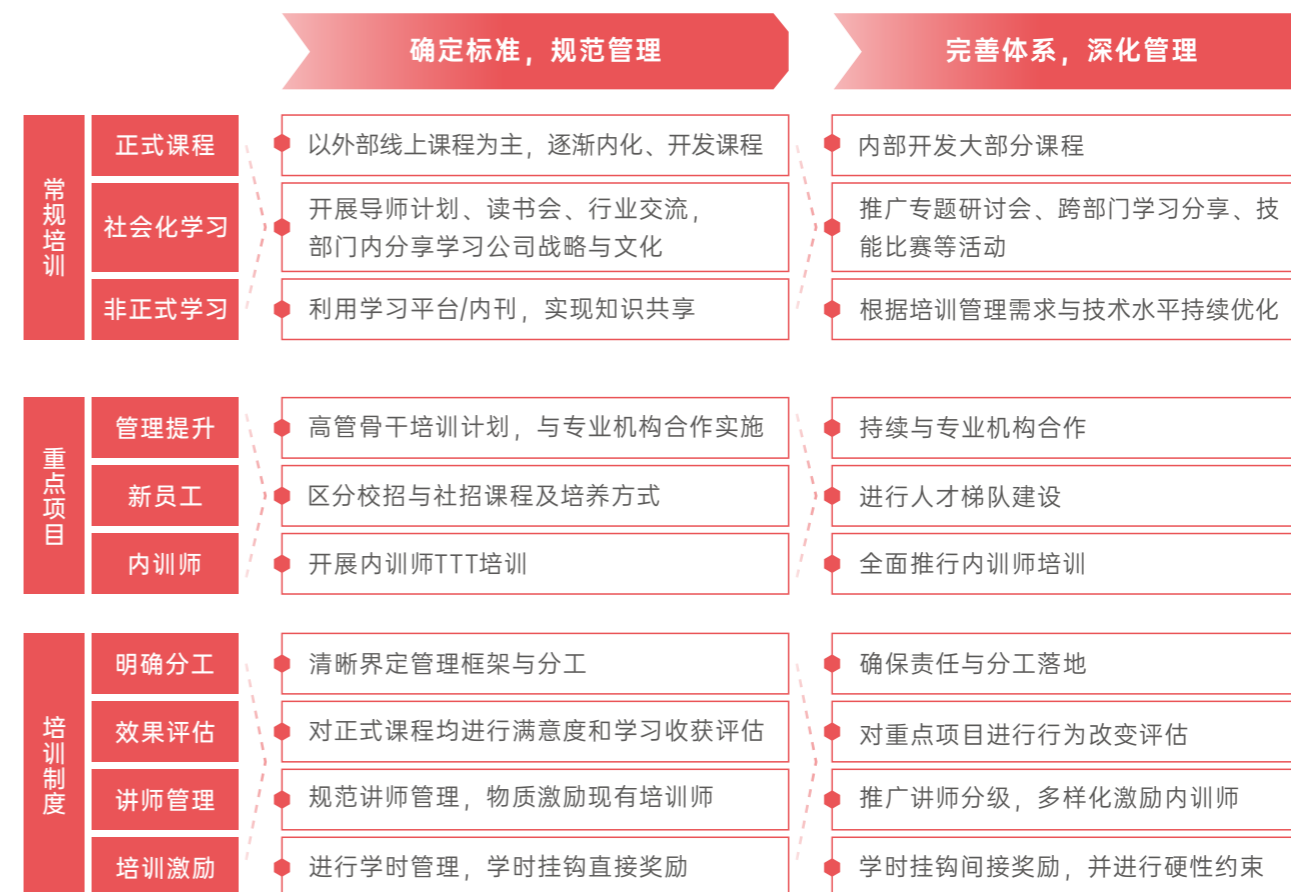 确定标准，规范管理
完善体系，深化管理
常规培训
正式课程
以外部线上课程为主，逐渐内化、开发课程
内部开发大部分课程
社会化学习
开展导师计划、读书会、行业交流，
部门内分享学习公司战略与文化
推广专题研讨会、跨部门学习分享、技
能比赛等活动
非正式学习
利用学习平台/内刊，实现知识共享
根据培训管理需求与技术水平持续优化
重点项目
管理提升
高管骨干培训计划，与专业机构合作实施
持续与专业机构合作
新员工
区分校招与社招课程及培养方式
进行人才梯队建设
内训师
开展内训师TTT培训
全面推行内训师培训
培训制度
明确分工
清晰界定管理框架与分工
确保责任与分工落地
效果评估
对正式课程均进行满意度和学习收获评估
对重点项目进行行为改变评估
讲师管理
规范讲师管理，物质激励现有培训师
推广讲师分级，多样化激励内训师
培训激励
进行学时管理，学时挂钩直接奖励
学时挂钩间接奖励，并进行硬性约束